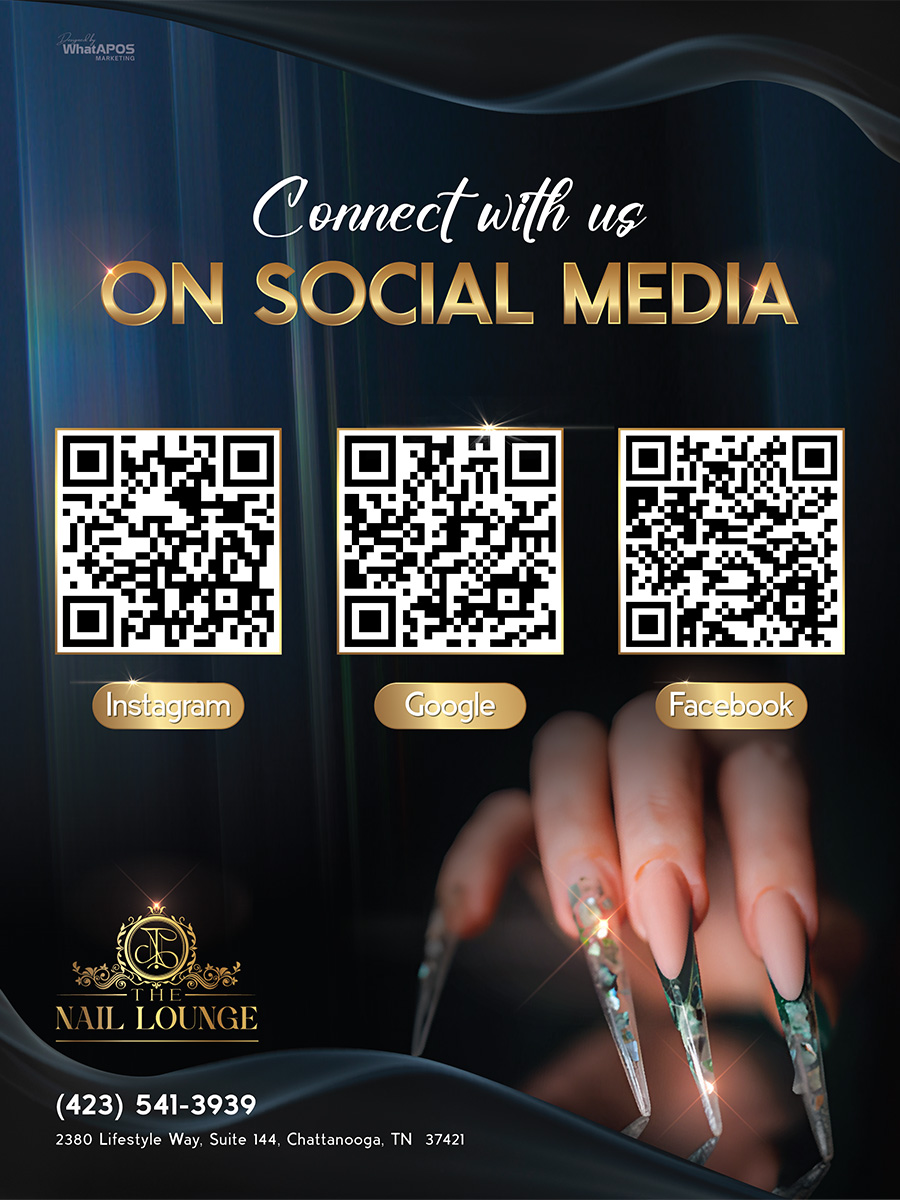 Designed by
WhatAPOS
MARKETING
Connect with us
ON SOCIAL MEDIA
Instagram
Google
Facebook
THE
NAIL LOUNGE
(423) 541-3939
2380 Lifestyle Way, Suite 144, Chattanooga, TN 37421